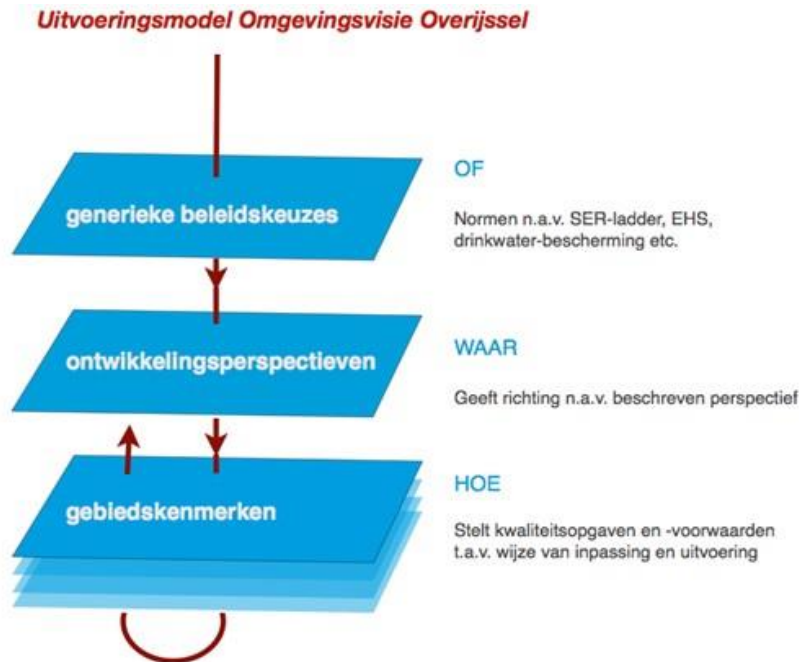 Uitvoeringsmodel Omgevingsvisie Overijssel
generieke beleidskeuzes
OF
Normen n.a.v. SER-ladder, EHS,
drinkwater-bescherming etc.
ontwikkelingsperspectieven
WAAR
Geeft richting n.a.v. beschreven perspectief
gebiedskenmerken
HOE
Stelt kwaliteitsopgaven en -voorwaarden
t.a.v. wijze van inpassing en uitvoering